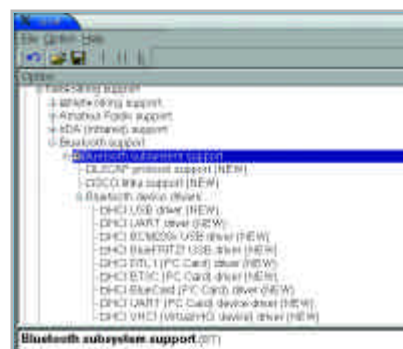 File Option Help
Option
Networking support
Networking support
Amateur Radio support
IrDA (infrared) support
Bluetooth support
Bluetooth subsystem support
L2CAP protocol support (NEW)
SCO links support (NEW)
Bluetooth device drivers
HCI USB driver (NEW)
HCI UART driver (NEW)
HCI BCM203x USB driver (NEW)
HCI BlueFRITZ! USB driver (NEW)
HCI DTL1 (PC Card) driver (NEW)
HCI BT3C (PC Card) driver (NEW)
HCI BlueCard (PC Card) driver (NEW)
HCI UART (PC Card) device driver (NEW)
HCI VHCI (Virtual HCI device) driver (NEW)
Bluetooth subsystem support (BT)